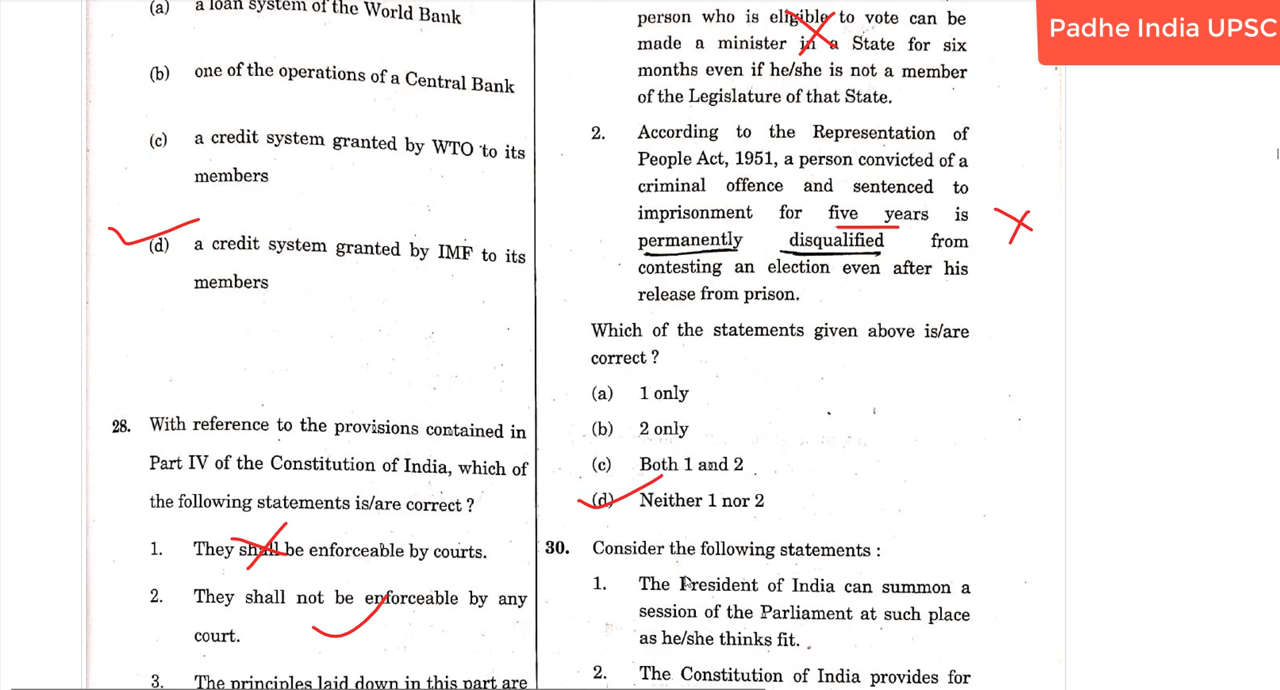 (a) a loan system of the World Bank
(b) one of the operations of a Central Bank
(c) a credit system granted by WTO to its
members
(d) a credit system granted by IMF to its
members
28. With reference to the provisions contained in
Part IV of the Constitution of India, which of
the following statements is/are correct ?
1. They shall be enforceable by courts.
2. They shall not be enforceable by any
court.
3. The principles laid down in this part are
person who is eligible to vote can be
made a minister in a State for six
months even if he/she is not a member
of the Legislature of that State.
2. According to the Representation of
People Act, 1951, a person convicted of a
criminal offence and sentenced to
imprisonment for five years is
permanently disqualified from
contesting an election even after his
release from prison.
Which of the statements given above is/are
correct ?
(a) 1 only
(b) 2 only
(c) Both 1 and 2
(d) Neither 1 nor 2
30. Consider the following statements :
1. The President of India can summon a
session of the Parliament at such place
as he/she thinks fit.
2. The Constitution of India provides for
Padhe India UPSC